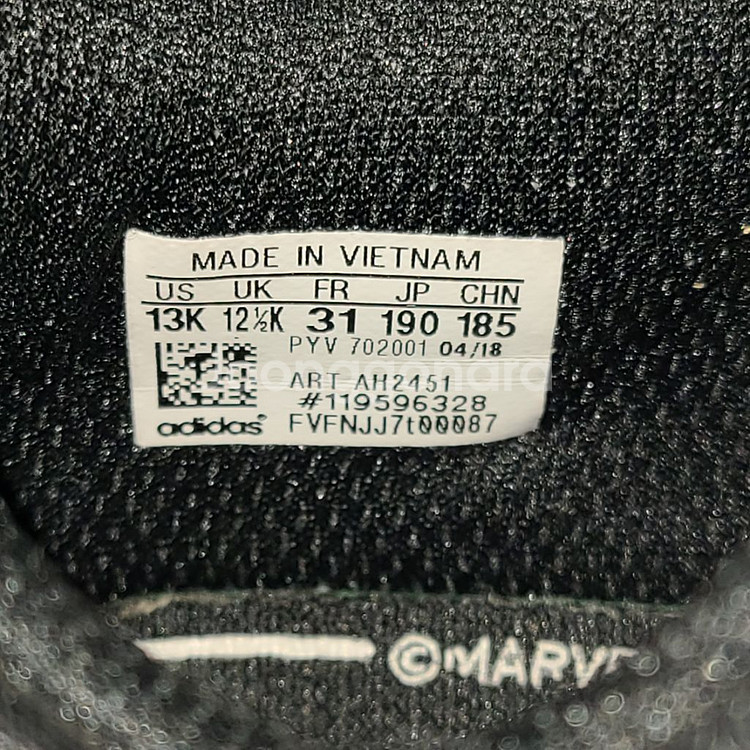 MADE IN VIETNAM
US UK FR JP CHN
13K 12½K 31 190 185
PYV 702001 04/18
ART AH2451
#119596328
adidas® FVFNJJ7t00087
©MARV